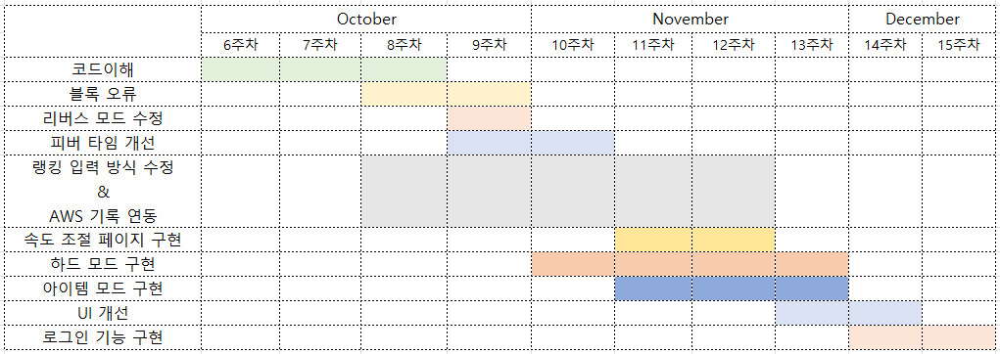 October November December
6주차 7주차 8주차 9주차 10주차 11주차 12주차 13주차 14주차 15주차
코드이해
블록 오류
리버스 모드 수정
피버 타임 개선
랭킹 입력 방식 수정
&
AWS 기록 연동
속도 조절 페이지 구현
하드 모드 구현
아이템 모드 구현
UI 개선
로그인 기능 구현